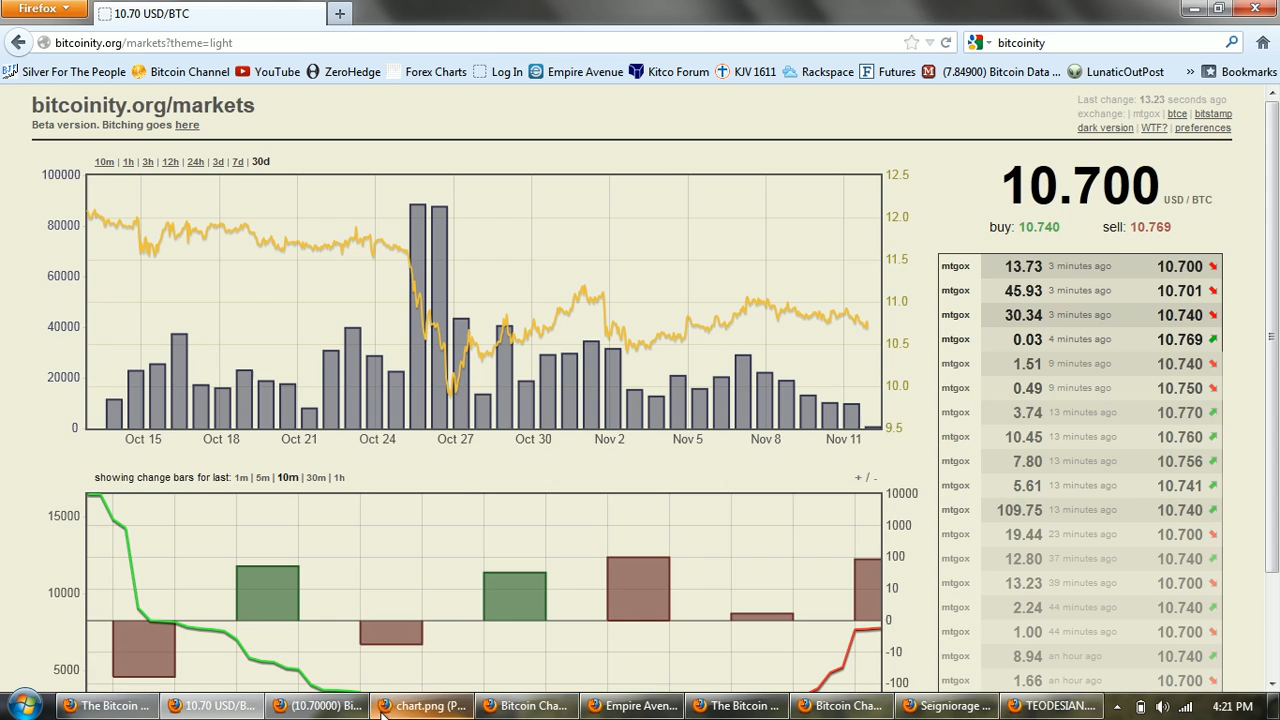 Firefox
10.70 USD/BTC
bitcoinity.org/markets?theme=light
bitcoinity
Silver For The People Bitcoin Channel YouTube ZeroHedge Forex Charts Log In Empire Avenue Kitco Forum KJV 1611 Rackspace Futures (7.84900) Bitcoin Data ... LunaticOutPost » Bookmarks
bitcoinity.org/markets
Beta version. Bitching goes here
Last change: 13.23 seconds ago
exchange: | mtgox | btce | bitstamp
dark version | WTF? | preferences
10m | 1h | 3h | 12h | 24h | 3d | 7d | 30d
100000
80000
60000
40000
20000
0
12.5
12.0
11.5
11.0
10.5
10.0
9.5
Oct 15 Oct 18 Oct 21 Oct 24 Oct 27 Oct 30 Nov 2 Nov 5 Nov 8 Nov 11
showing change bars for last: 1m | 5m | 10m | 30m | 1h
+ / -
15000
10000
5000
10000
1000
100
10
0
-10
-100
10.700 USD / BTC
buy: 10.740 sell: 10.769
mtgox 13.73 3 minutes ago 10.700
mtgox 45.93 3 minutes ago 10.701
mtgox 30.34 3 minutes ago 10.740
mtgox 0.03 4 minutes ago 10.769
mtgox 1.51 9 minutes ago 10.740
mtgox 0.49 9 minutes ago 10.750
mtgox 3.74 13 minutes ago 10.770
mtgox 10.45 13 minutes ago 10.760
mtgox 7.80 13 minutes ago 10.756
mtgox 5.61 13 minutes ago 10.741
mtgox 109.75 13 minutes ago 10.740
mtgox 19.44 23 minutes ago 10.700
mtgox 12.80 37 minutes ago 10.740
mtgox 13.23 39 minutes ago 10.700
mtgox 2.24 44 minutes ago 10.740
mtgox 1.00 44 minutes ago 10.700
mtgox 8.94 an hour ago 10.740
mtgox 1.66 an hour ago 10.700
The Bitcoin ... 10.70 USD/B... (10.70000) Bi... chart.png (P... Bitcoin Cha... Empire Aven... The Bitcoin ... Bitcoin Cha... Seigniorage ... TEODESIAN.... 4:21 PM